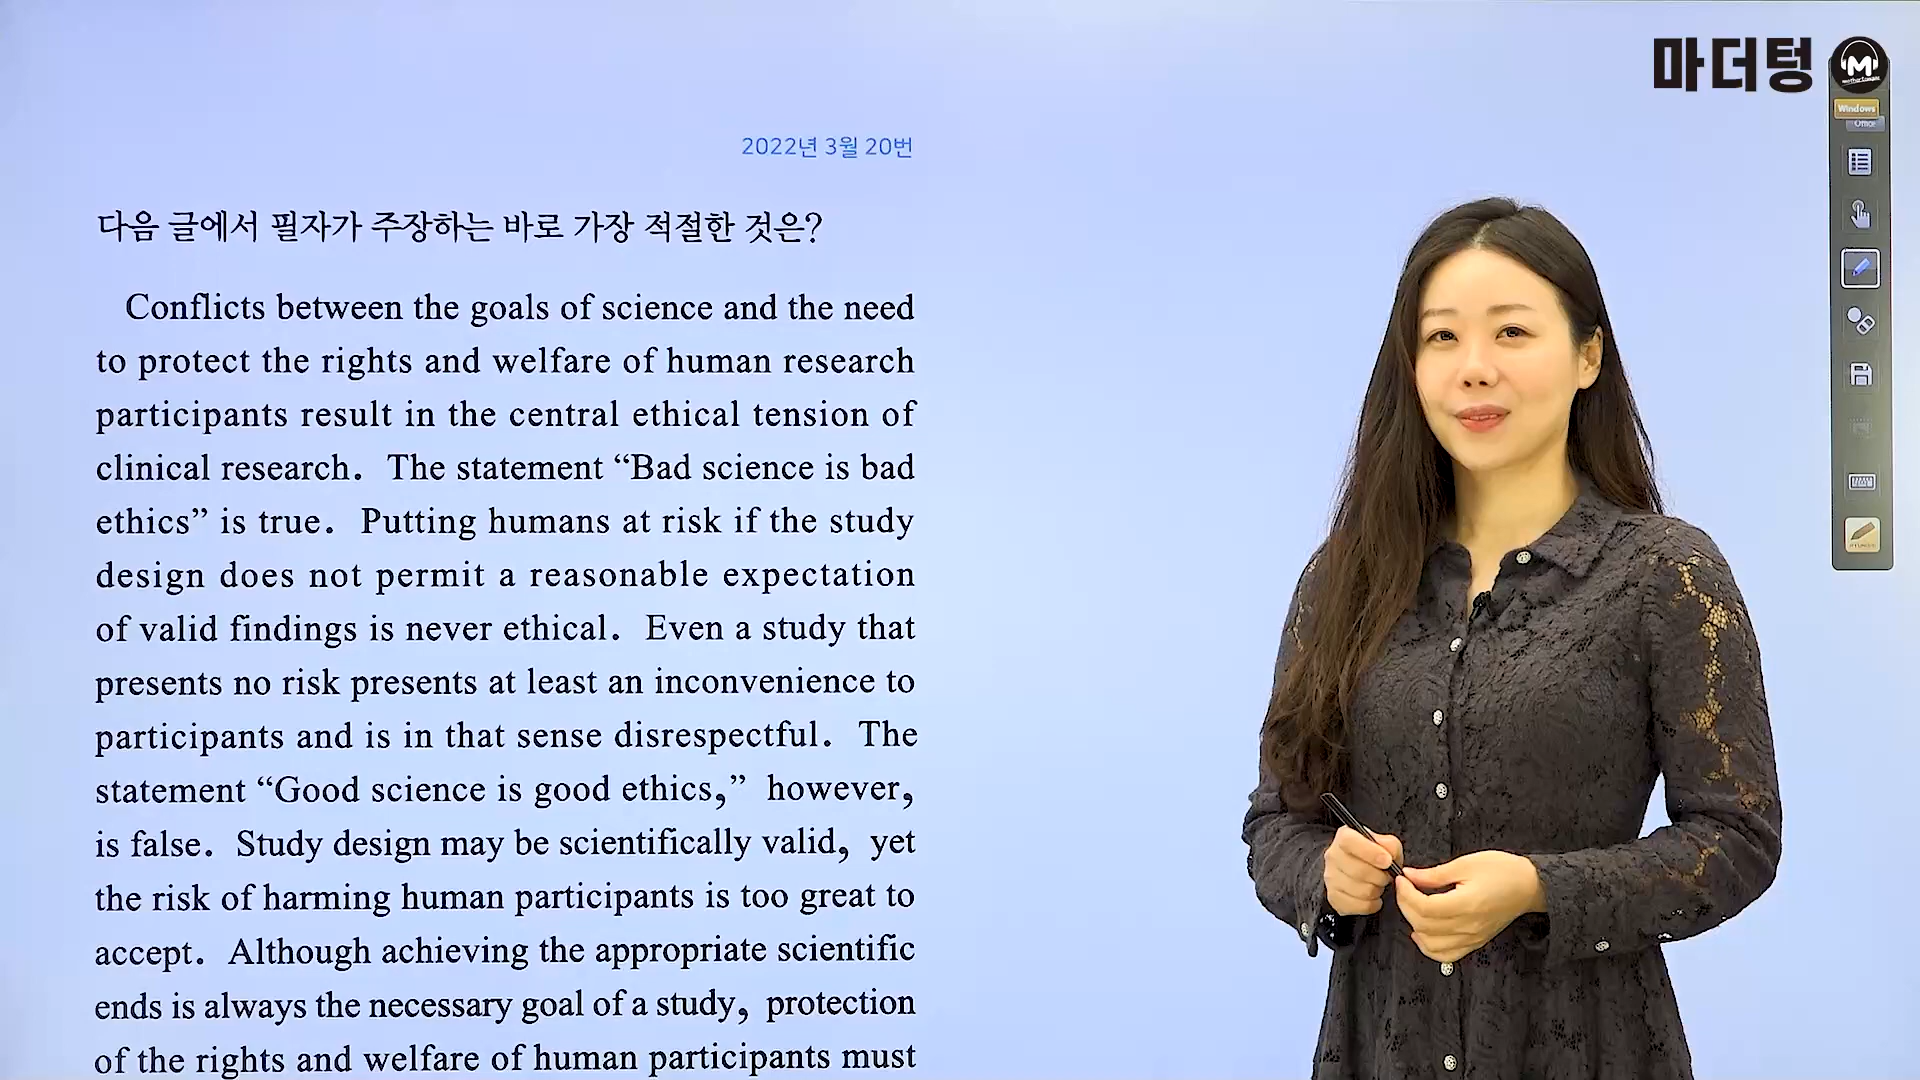 마더텅
M
Windows
Office
2022년 3월 20번
다음 글에서 필자가 주장하는 바로 가장 적절한 것은?
Conflicts between the goals of science and the need
to protect the rights and welfare of human research
participants result in the central ethical tension of
clinical research. The statement “Bad science is bad
ethics” is true. Putting humans at risk if the study
design does not permit a reasonable expectation
of valid findings is never ethical. Even a study that
presents no risk presents at least an inconvenience to
participants and is in that sense disrespectful. The
statement “Good science is good ethics,” however,
is false. Study design may be scientifically valid, yet
the risk of harming human participants is too great to
accept. Although achieving the appropriate scientific
ends is always the necessary goal of a study, protection
of the rights and welfare of human participants must